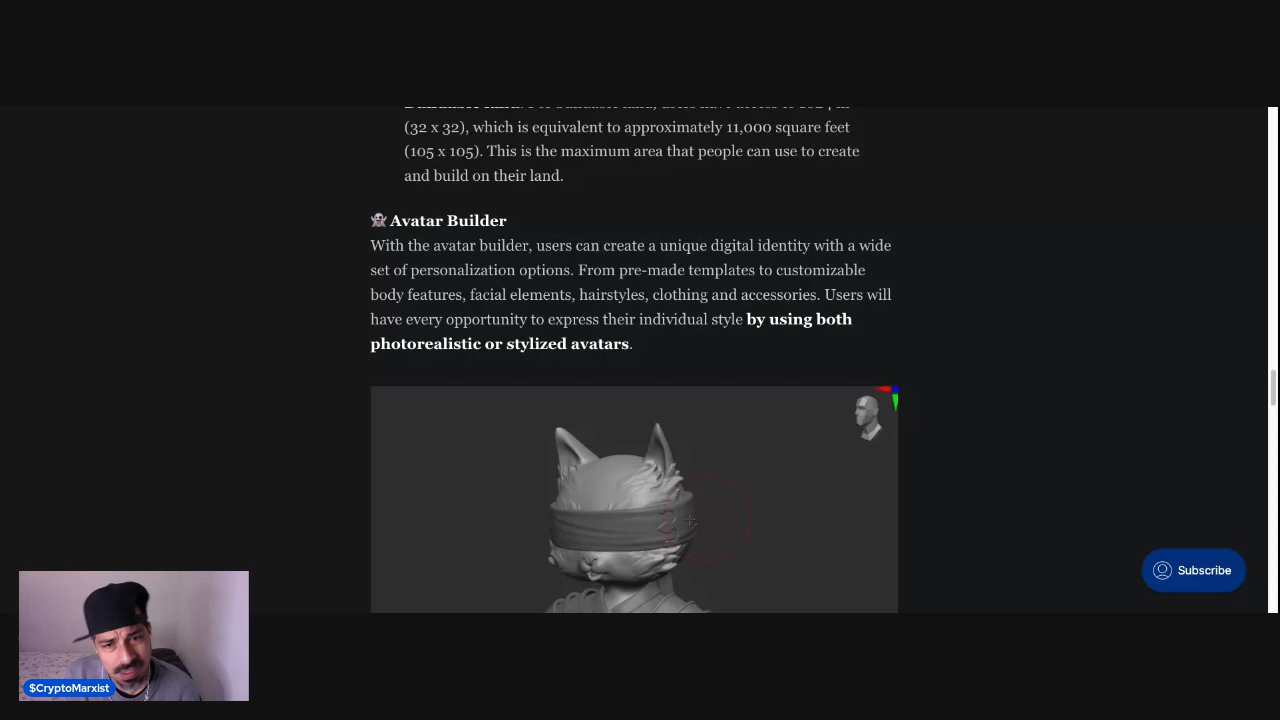 (32 x 32), which is equivalent to approximately 11,000 square feet
(105 x 105). This is the maximum area that people can use to create
and build on their land.
Avatar Builder
With the avatar builder, users can create a unique digital identity with a wide
set of personalization options. From pre-made templates to customizable
body features, facial elements, hairstyles, clothing and accessories. Users will
have every opportunity to express their individual style by using both
photorealistic or stylized avatars.
Subscribe
$CryptoMarxist